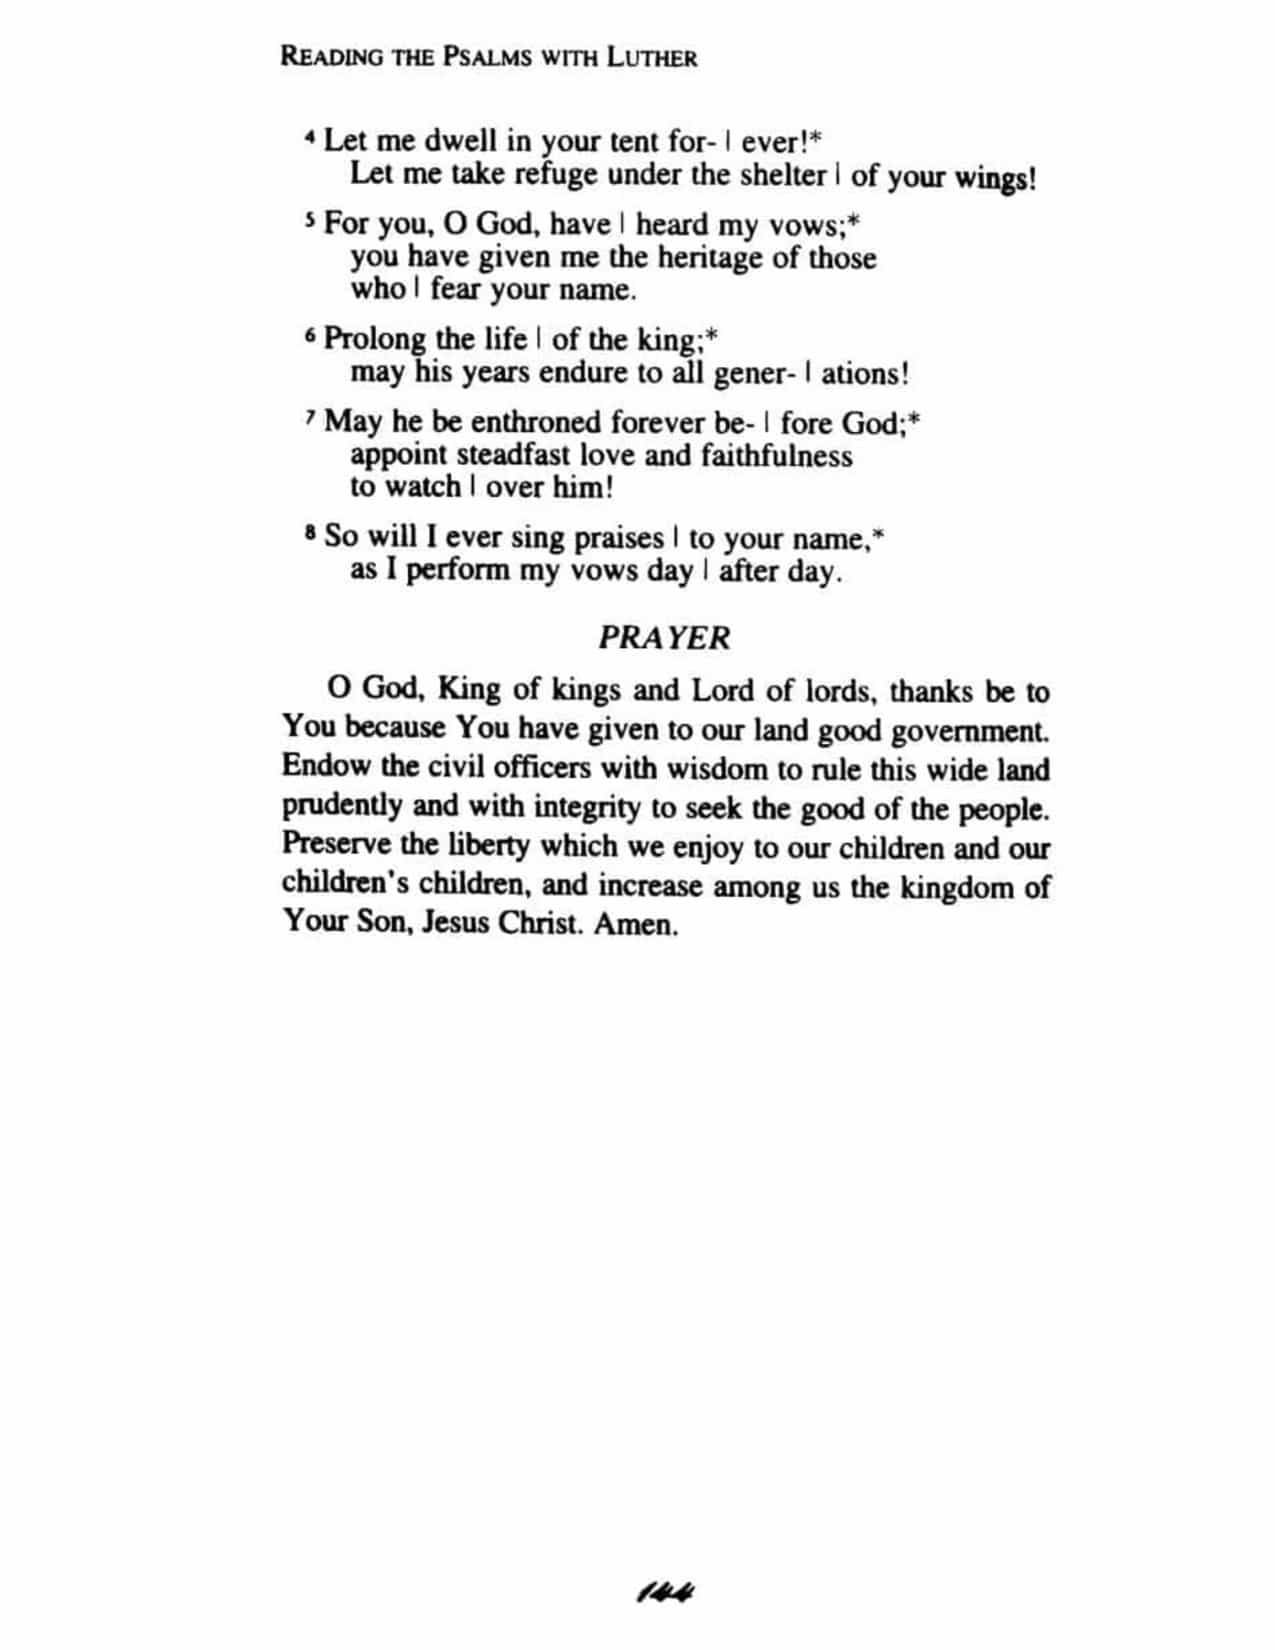 READING THE PSALMS WITH LUTHER
4 Let me dwell in your tent for- | ever!*
Let me take refuge under the shelter | of your wings!
5 For you, O God, have | heard my vows;*
you have given me the heritage of those
who | fear your name.
6 Prolong the life | of the king;*
may his years endure to all gener- | ations!
7 May he be enthroned forever be- | fore God;*
appoint steadfast love and faithfulness
to watch | over him!
8 So will I ever sing praises | to your name,*
as I perform my vows day | after day.
PRAYER
O God, King of kings and Lord of lords, thanks be to
You because You have given to our land good government.
Endow the civil officers with wisdom to rule this wide land
prudently and with integrity to seek the good of the people.
Preserve the liberty which we enjoy to our children and our
children's children, and increase among us the kingdom of
Your Son, Jesus Christ. Amen.
144